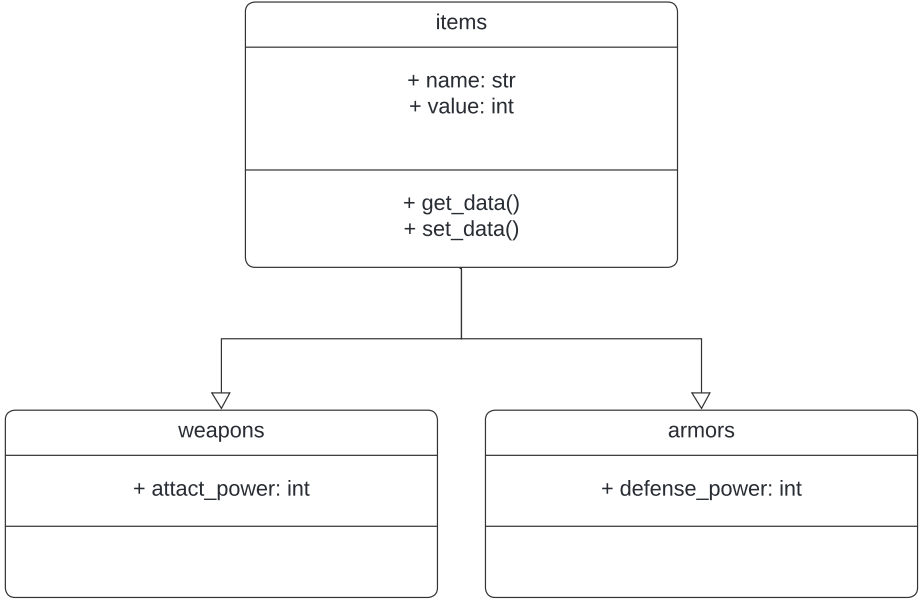 items
+ name: str
+ value: int
+ get_data()
+ set_data()
weapons
+ attact_power: int
armors
+ defense_power: int